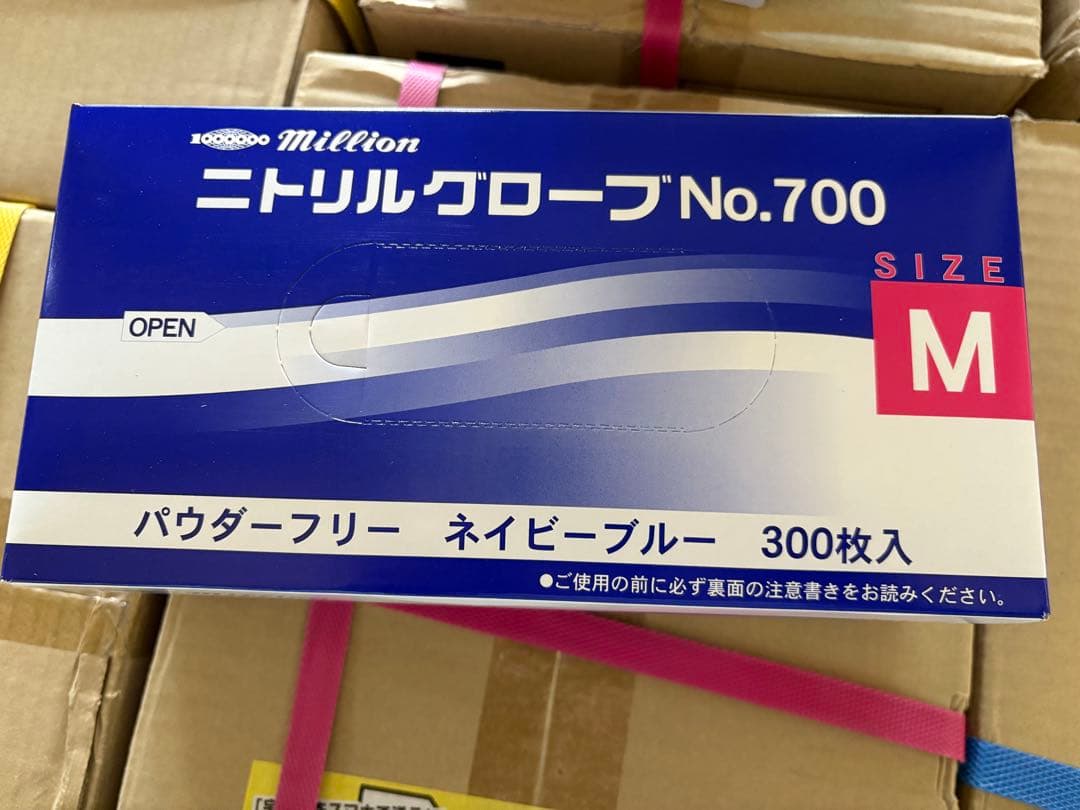 1000000 million
ニトリルグローブNo.700
SIZE
M
OPEN
パウダーフリー ネイビーブルー 300枚入
●ご使用の前に必ず裏面の注意書きをお読みください。